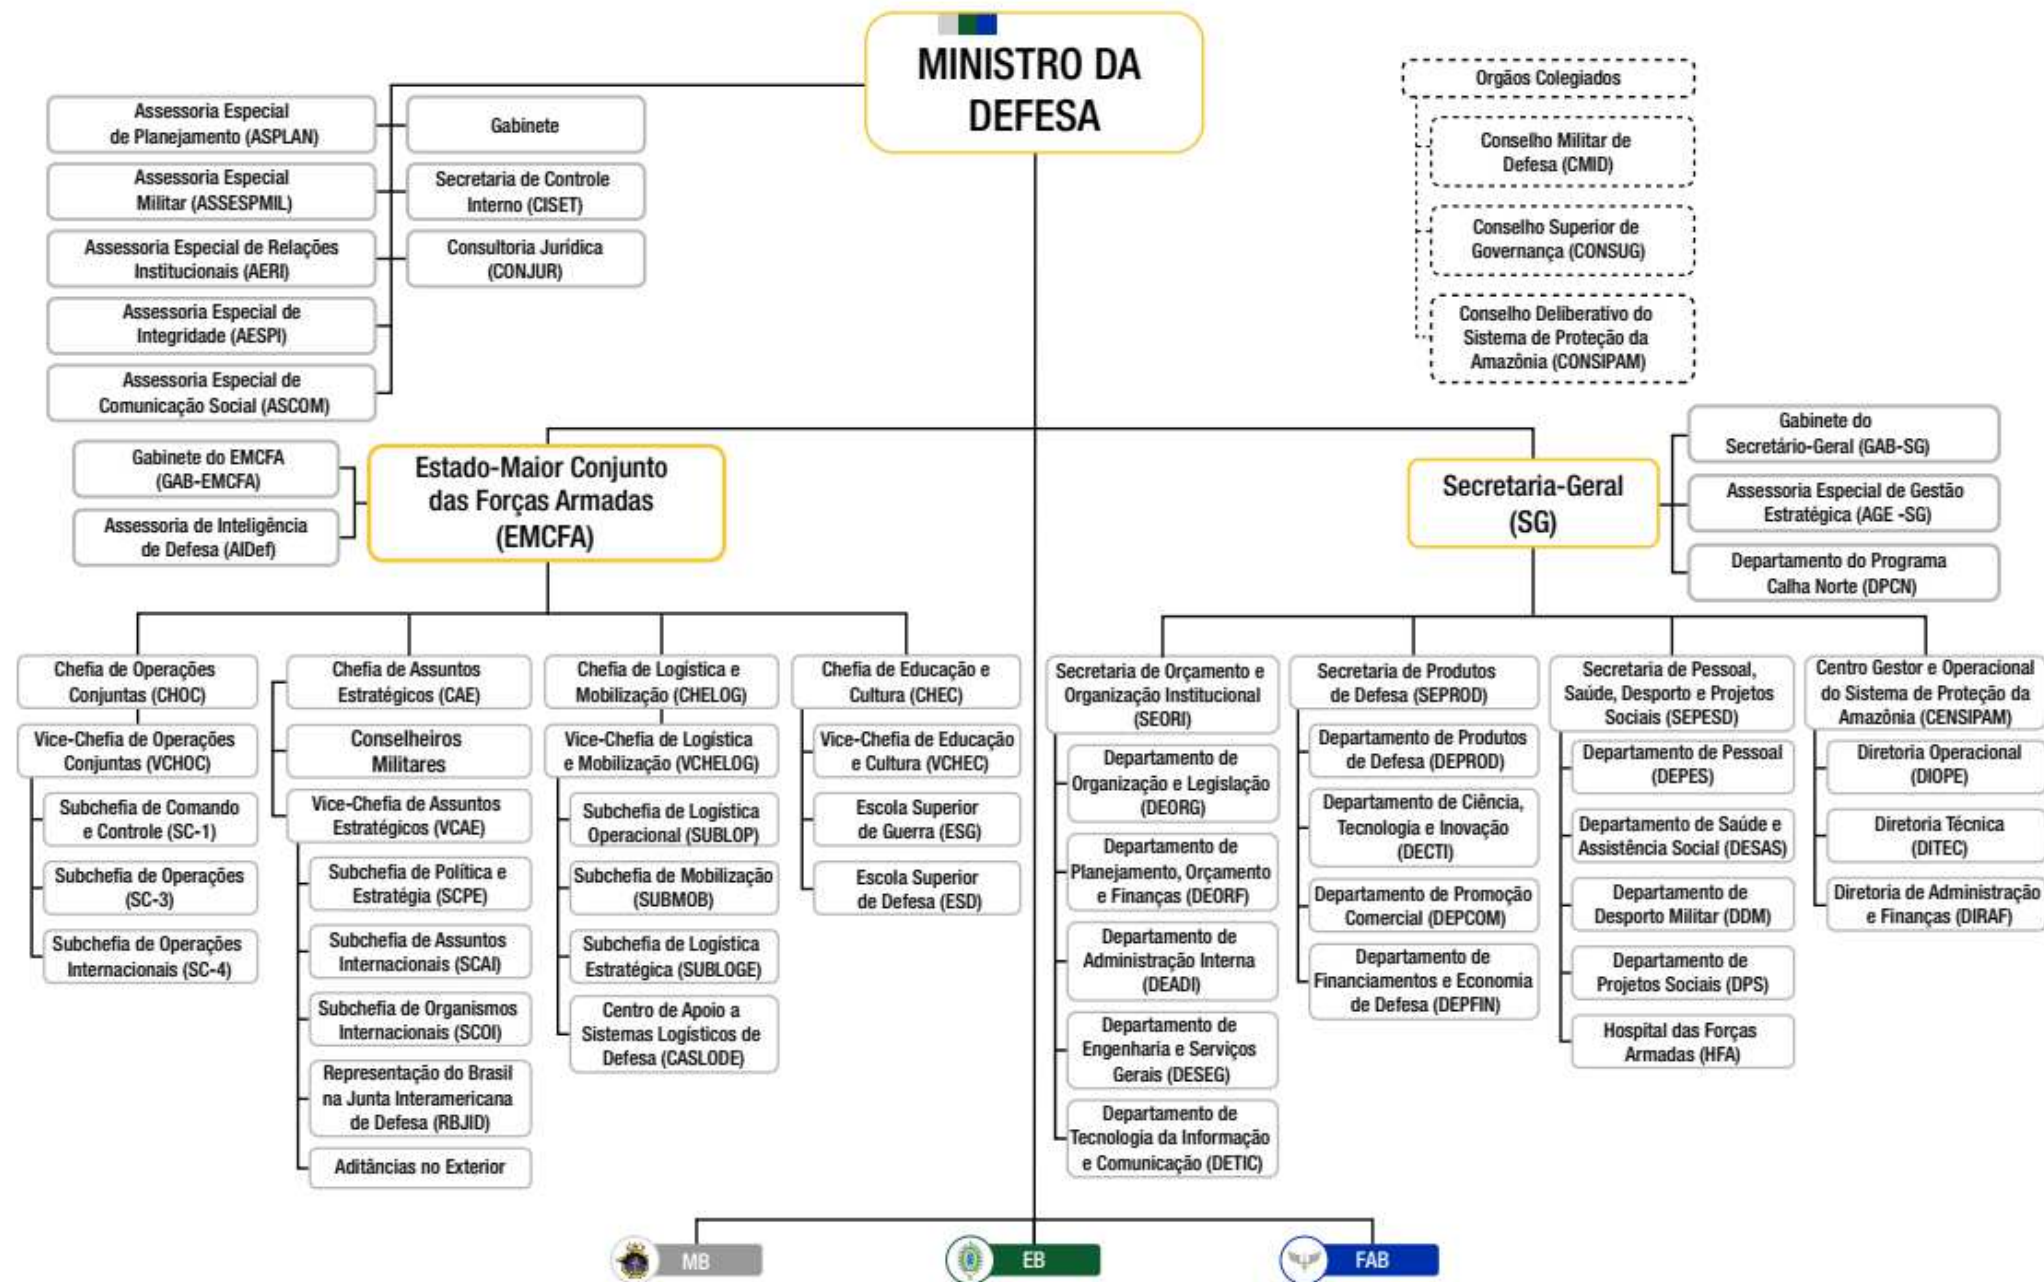 MINISTRO DA
DEFESA
Assessoria Especial
de Planejamento (ASPLAN)
Gabinete
Assessoria Especial
Militar (ASSESPMIL)
Secretaria de Controle
Interno (CISET)
Assessoria Especial de Relações
Institucionais (AERI)
Consultoria Jurídica
(CONJUR)
Assessoria Especial de
Integridade (AESPI)
Assessoria Especial de
Comunicação Social (ASCOM)
Orgãos Colegiados
Conselho Militar de
Defesa (CMID)
Conselho Superior de
Governança (CONSUG)
Conselho Deliberativo do
Sistema de Proteção da
Amazônia (CONSIPAM)
Gabinete do EMCFA
(GAB-EMCFA)
Assessoria de Inteligência
de Defesa (AIDef)
Estado-Maior Conjunto
das Forças Armadas
(EMCFA)
Secretaria-Geral
(SG)
Gabinete do
Secretário-Geral (GAB-SG)
Assessoria Especial de Gestão
Estratégica (AGE -SG)
Departamento do Programa
Calha Norte (DPCN)
Chefia de Operações
Conjuntas (CHOC)
Vice-Chefia de Operações
Conjuntas (VCHOC)
Subchefia de Comando
e Controle (SC-1)
Subchefia de Operações
(SC-3)
Subchefia de Operações
Internacionais (SC-4)
Chefia de Assuntos
Estratégicos (CAE)
Conselheiros
Militares
Vice-Chefia de Assuntos
Estratégicos (VCAE)
Subchefia de Política e
Estratégia (SCPE)
Subchefia de Assuntos
Internacionais (SCAI)
Subchefia de Organismos
Internacionais (SCOI)
Representação do Brasil
na Junta Interamericana
de Defesa (RBJID)
Aditâncias no Exterior
Chefia de Logística e
Mobilização (CHELOG)
Vice-Chefia de Logística
e Mobilização (VCHELOG)
Subchefia de Logística
Operacional (SUBLOP)
Subchefia de Mobilização
(SUBMOB)
Subchefia de Logística
Estratégica (SUBLOGE)
Centro de Apoio a
Sistemas Logísticos de
Defesa (CASLODE)
Chefia de Educação e
Cultura (CHEC)
Vice-Chefia de Educação
e Cultura (VCHEC)
Escola Superior
de Guerra (ESG)
Escola Superior
de Defesa (ESD)
Secretaria de Orçamento e
Organização Institucional
(SEORI)
Departamento de
Organização e Legislação
(DEORG)
Departamento de
Planejamento, Orçamento
e Finanças (DEORF)
Departamento de
Administração Interna
(DEADI)
Departamento de
Engenharia e Serviços
Gerais (DESEG)
Departamento de
Tecnologia da Informação
e Comunicação (DETIC)
Secretaria de Produtos
de Defesa (SEPROD)
Departamento de Produtos
de Defesa (DEPROD)
Departamento de Ciência,
Tecnologia e Inovação
(DECTI)
Departamento de Promoção
Comercial (DEPCOM)
Departamento de
Financiamentos e Economia
de Defesa (DEPFIN)
Secretaria de Pessoal,
Saúde, Desporto e Projetos
Sociais (SEPESD)
Departamento de Pessoal
(DEPES)
Departamento de Saúde e
Assistência Social (DESAS)
Departamento de
Desporto Militar (DDM)
Departamento de
Projetos Sociais (DPS)
Hospital das Forças
Armadas (HFA)
Centro Gestor e Operacional
do Sistema de Proteção da
Amazônia (CENSIPAM)
Diretoria Operacional
(DIOPE)
Diretoria Técnica
(DITEC)
Diretoria de Administração
e Finanças (DIRAF)
MB
EB
FAB